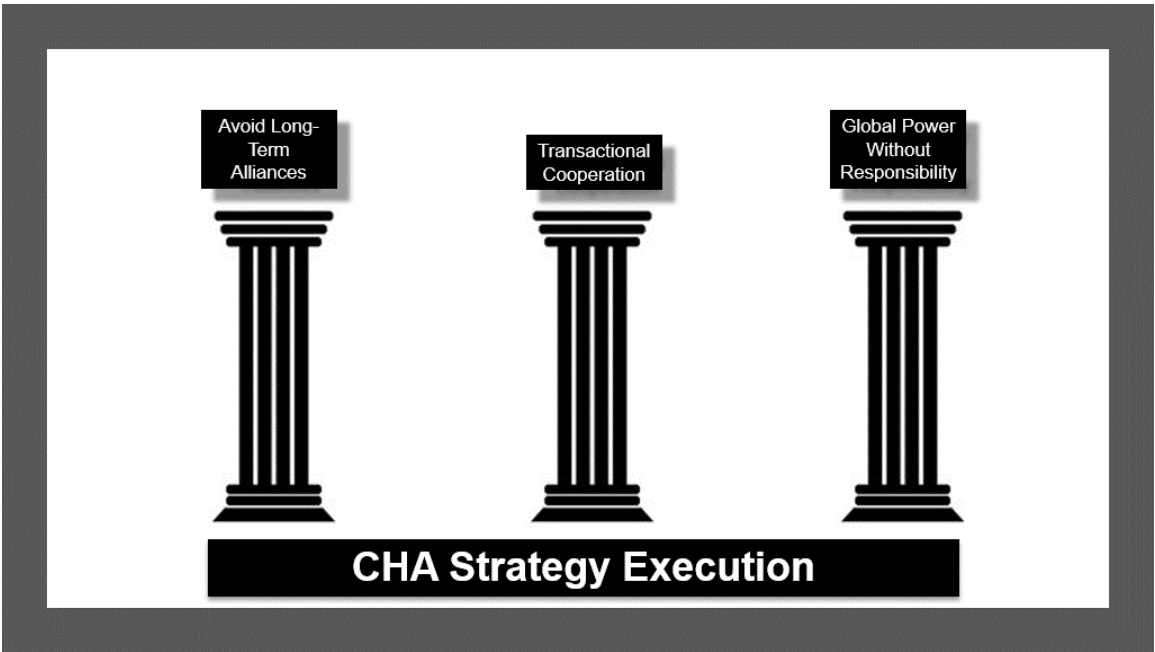 Avoid Long-
Term
Alliances
Transactional
Cooperation
Global Power
Without
Responsibility
CHA Strategy Execution